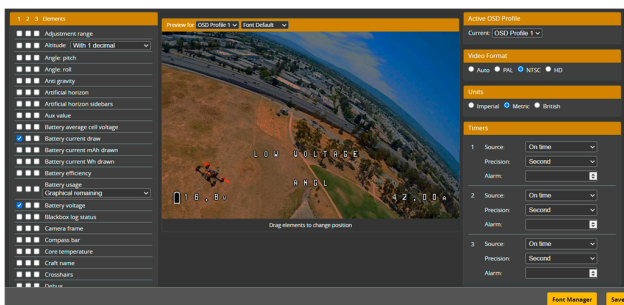 1 2 3 Elements
Adjustment range
Altitude With 1 decimal
Angle: pitch
Angle: roll
Anti gravity
Artificial horizon
Artificial horizon sidebars
Aux value
Battery average cell voltage
Battery current draw
Battery current mAh drawn
Battery current Wh drawn
Battery efficiency
Battery usage
Graphical remaining
Battery voltage
Blackbox log status
Camera frame
Compass bar
Core temperature
Craft name
Crosshairs
Debug
Preview for OSD Profile 1 Font Default
LOW VOLTAGE
ANGL
16.8V
42.00A
Drag elements to change position
Active OSD Profile
Current: OSD Profile 1
Video Format
Auto PAL NTSC HD
Units
Imperial Metric British
Timers
1 Source: On time
Precision: Second
Alarm:
2 Source: On time
Precision: Second
Alarm:
3 Source: On time
Precision: Second
Alarm:
Font Manager Save